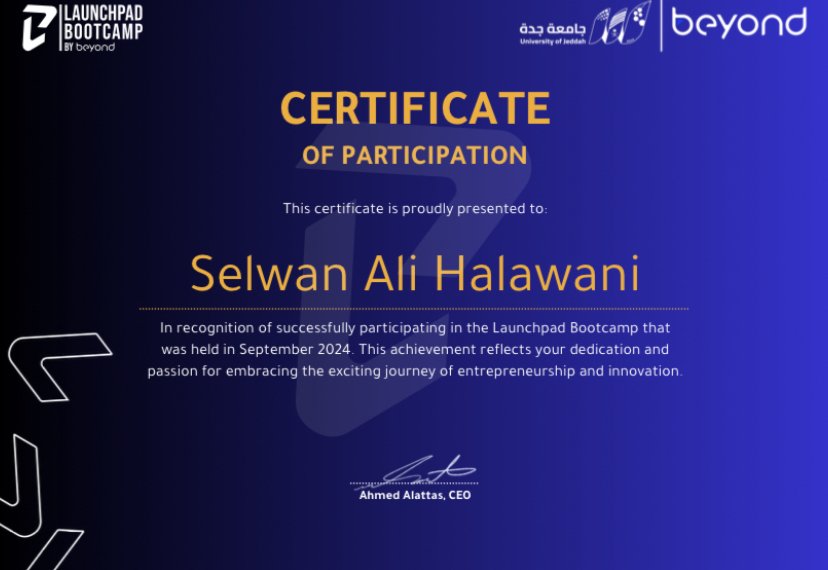 LAUNCHPAD
BOOTCAMP
BY beyond
جامعة جدة
University of Jeddah
beyond
CERTIFICATE
OF PARTICIPATION
This certificate is proudly presented to:
Selwan Ali Halawani
In recognition of successfully participating in the Launchpad Bootcamp that
was held in September 2024. This achievement reflects your dedication and
passion for embracing the exciting journey of entrepreneurship and innovation.
Ahmed Alattas, CEO